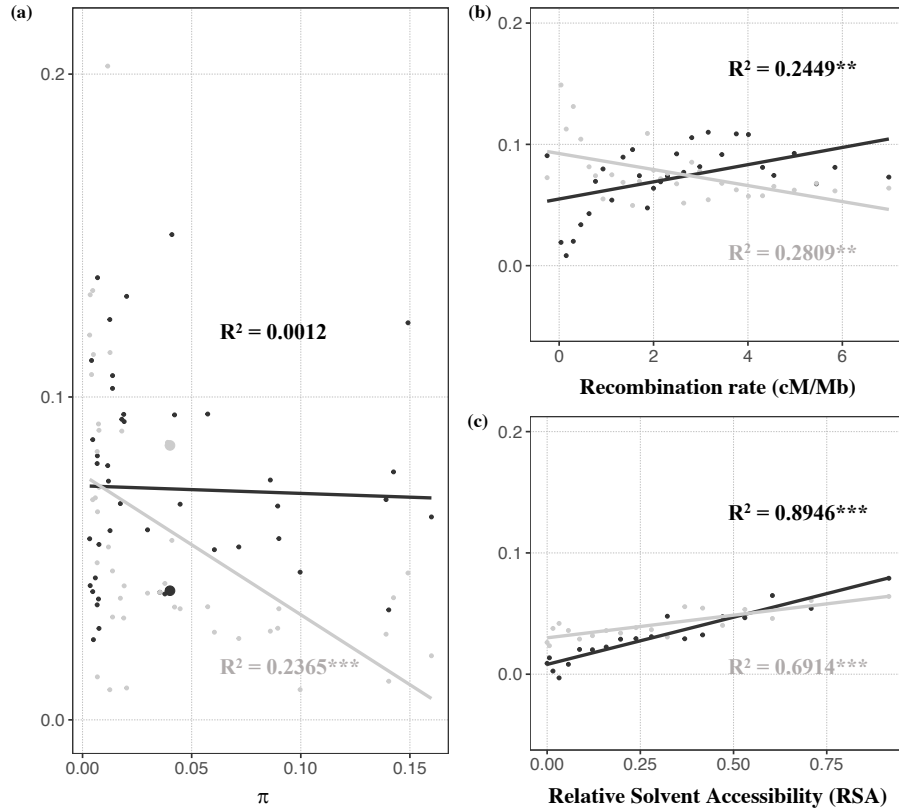 (a)
0.2
0.1
0.0
R² = 0.0012
R² = 0.2365***
0.00
0.05
0.10
0.15
π
(b)
0.2
0.1
0.0
R² = 0.2449**
R² = 0.2809**
0
2
4
6
Recombination rate (cM/Mb)
(c)
0.2
0.1
0.0
R² = 0.8946***
R² = 0.6914***
0.00
0.25
0.50
0.75
Relative Solvent Accessibility (RSA)